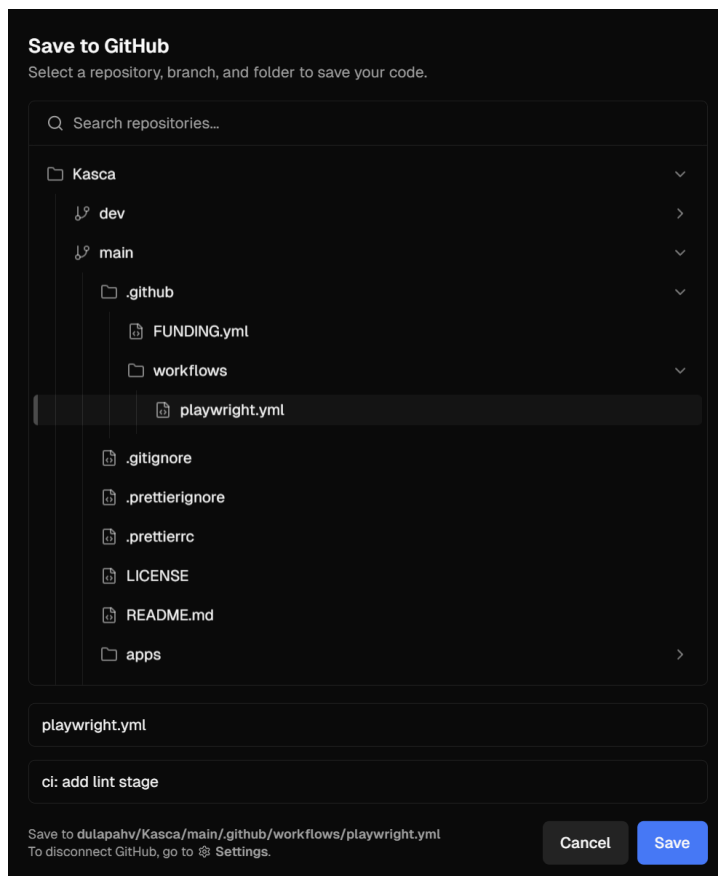 Save to GitHub
Select a repository, branch, and folder to save your code.
Search repositories...
Kasca
dev
main
.github
FUNDING.yml
workflows
playwright.yml
.gitignore
.prettierignore
.prettierrc
LICENSE
README.md
apps
playwright.yml
ci: add lint stage
Save to dulapahv/Kasca/main/.github/workflows/playwright.yml
To disconnect GitHub, go to Settings.
Cancel
Save